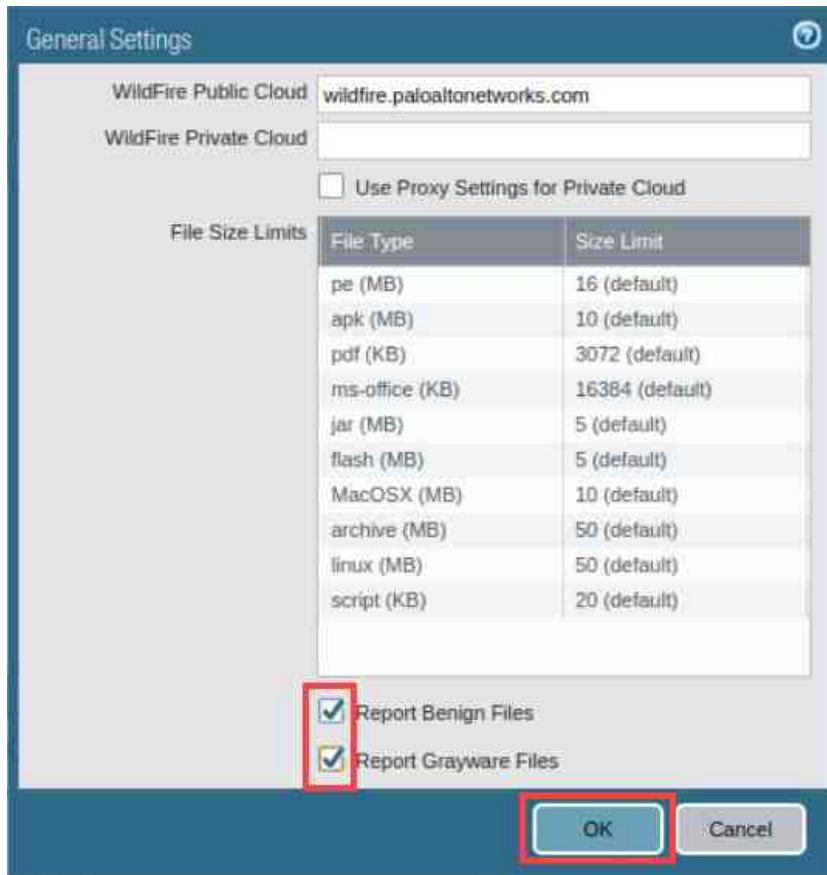 General Settings
WildFire Public Cloud wildfire.paloaltonetworks.com
WildFire Private Cloud
Use Proxy Settings for Private Cloud
File Size Limits File Type Size Limit
pe (MB) 16 (default)
apk (MB) 10 (default)
pdf (KB) 3072 (default)
ms-office (KB) 16384 (default)
jar (MB) 5 (default)
flash (MB) 5 (default)
MacOSX (MB) 10 (default)
archive (MB) 50 (default)
linux (MB) 50 (default)
script (KB) 20 (default)
Report Benign Files
Report Grayware Files
OK Cancel